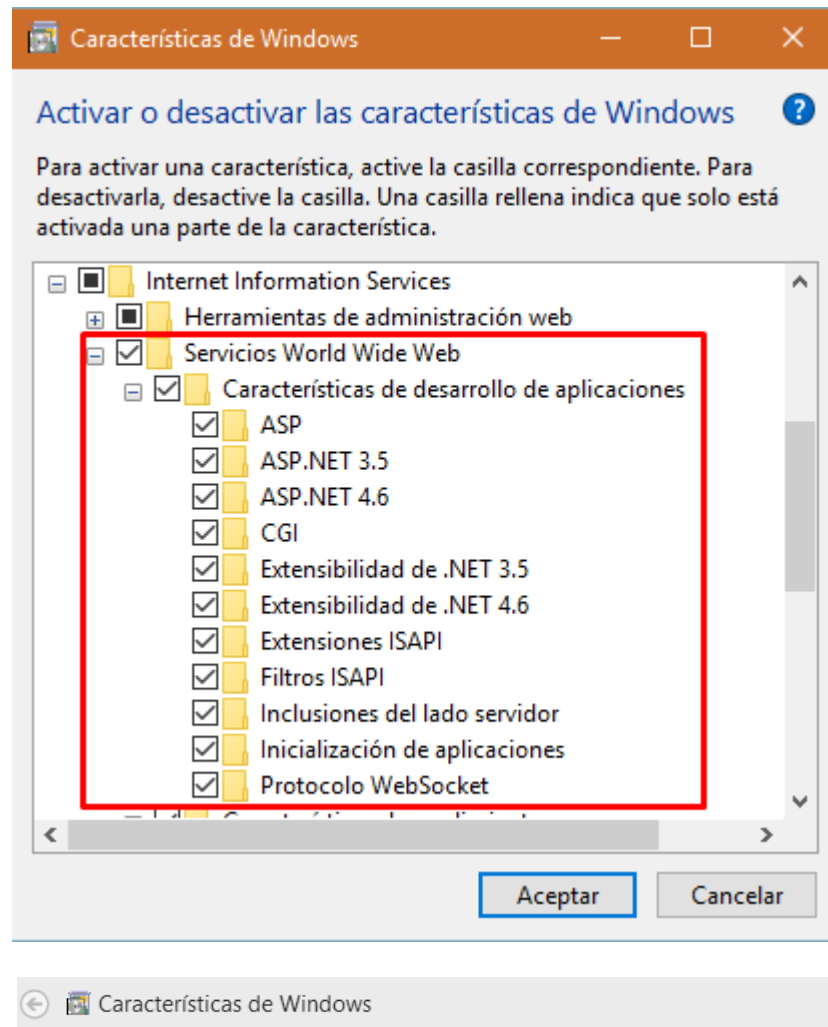 Características de Windows
Activar o desactivar las características de Windows
Para activar una característica, active la casilla correspondiente. Para
desactivarla, desactive la casilla. Una casilla rellena indica que solo está
activada una parte de la característica.
Internet Information Services
Herramientas de administración web
Servicios World Wide Web
Características de desarrollo de aplicaciones
ASP
ASP.NET 3.5
ASP.NET 4.6
CGI
Extensibilidad de .NET 3.5
Extensibilidad de .NET 4.6
Extensiones ISAPI
Filtros ISAPI
Inclusiones del lado servidor
Inicialización de aplicaciones
Protocolo WebSocket
Aceptar Cancelar
Características de Windows